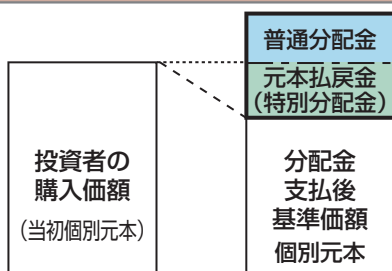 普通分配金
元本払戻金
（特別分配金）
投資者の
購入価額
（当初個別元本）
分配金
支払後
基準価額
個別元本